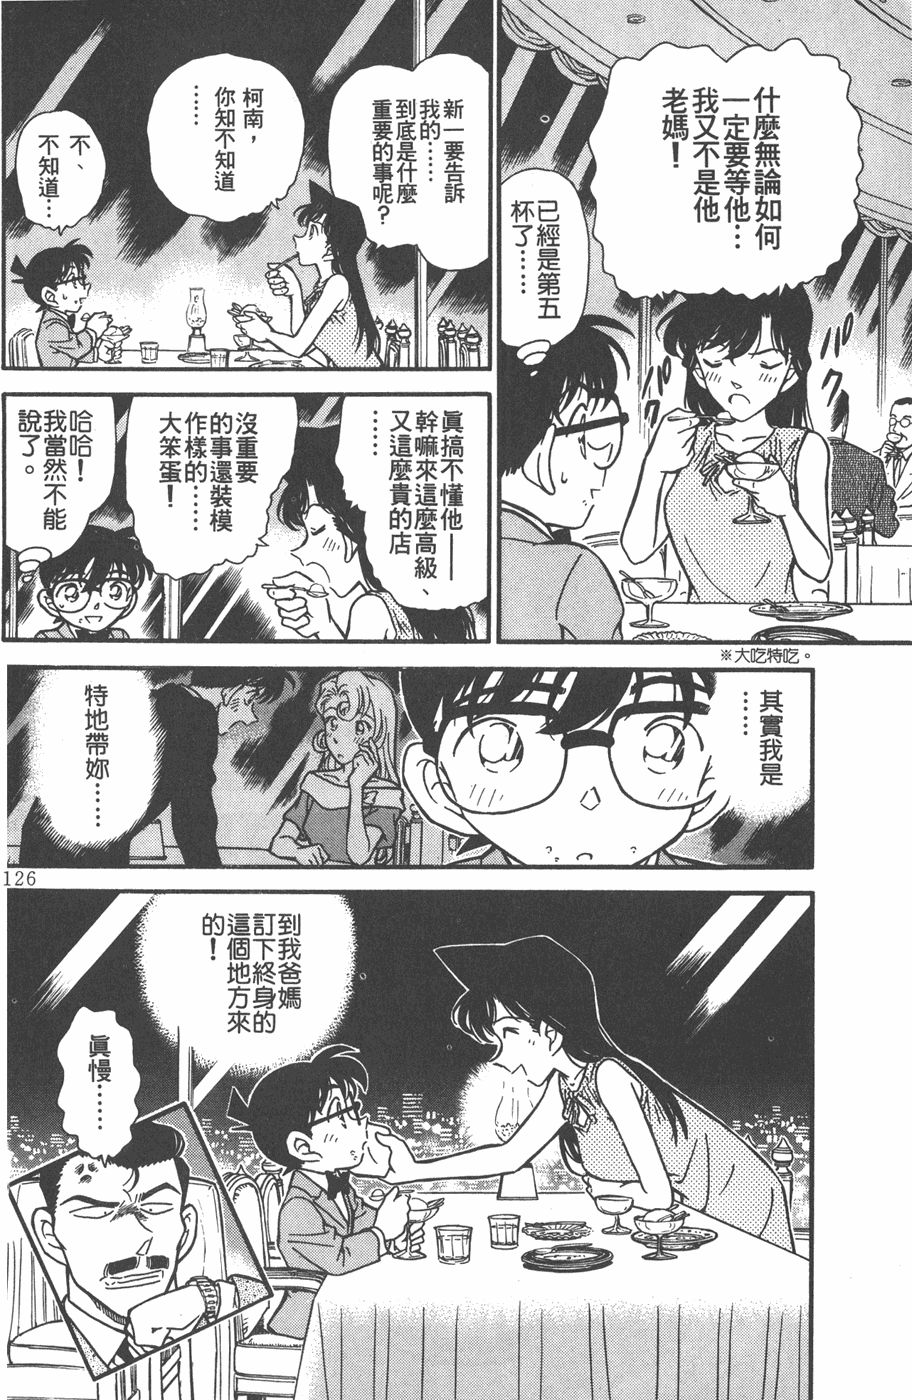 什麼無論如何
一定要等他…
我又不是他
老媽！
已經是第五
杯了……
※大吃特吃。
新一要告訴
我的……
到底是什麼
重要的事呢？
柯南，
你知不知道
……
不、
不知道…
眞搞不懂他——
幹嘛來這麼高級、
又這麼貴的店
……
沒重要
的事還裝模
作樣的……
大笨蛋！
哈哈！
我當然不能
說了。
其實我是
……
特地帶妳……
126
到我爸媽
訂下終身的
這個地方來
的！
眞慢……